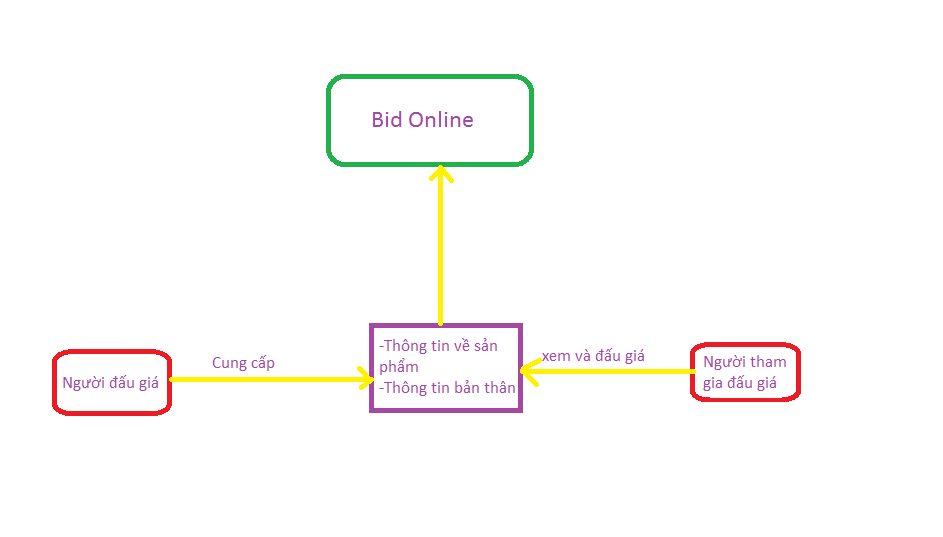 Bid Online
-Thông tin về sản
phẩm
-Thông tin bản thân
Cung cấp
Người đấu giá
xem và đấu giá
Người tham
gia đấu giá